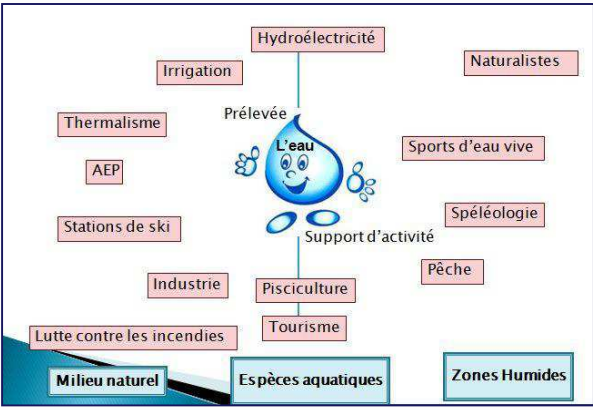 Hydroélectricité
Naturalistes
Irrigation
Prélevée
Thermalisme
L'eau
Sports d'eau vive
AEP
Spéléologie
Stations de ski
Support d'activité
Pêche
Industrie
Pisciculture
Tourisme
Lutte contre les incendies
Milieu naturel
Espèces aquatiques
Zones Humides